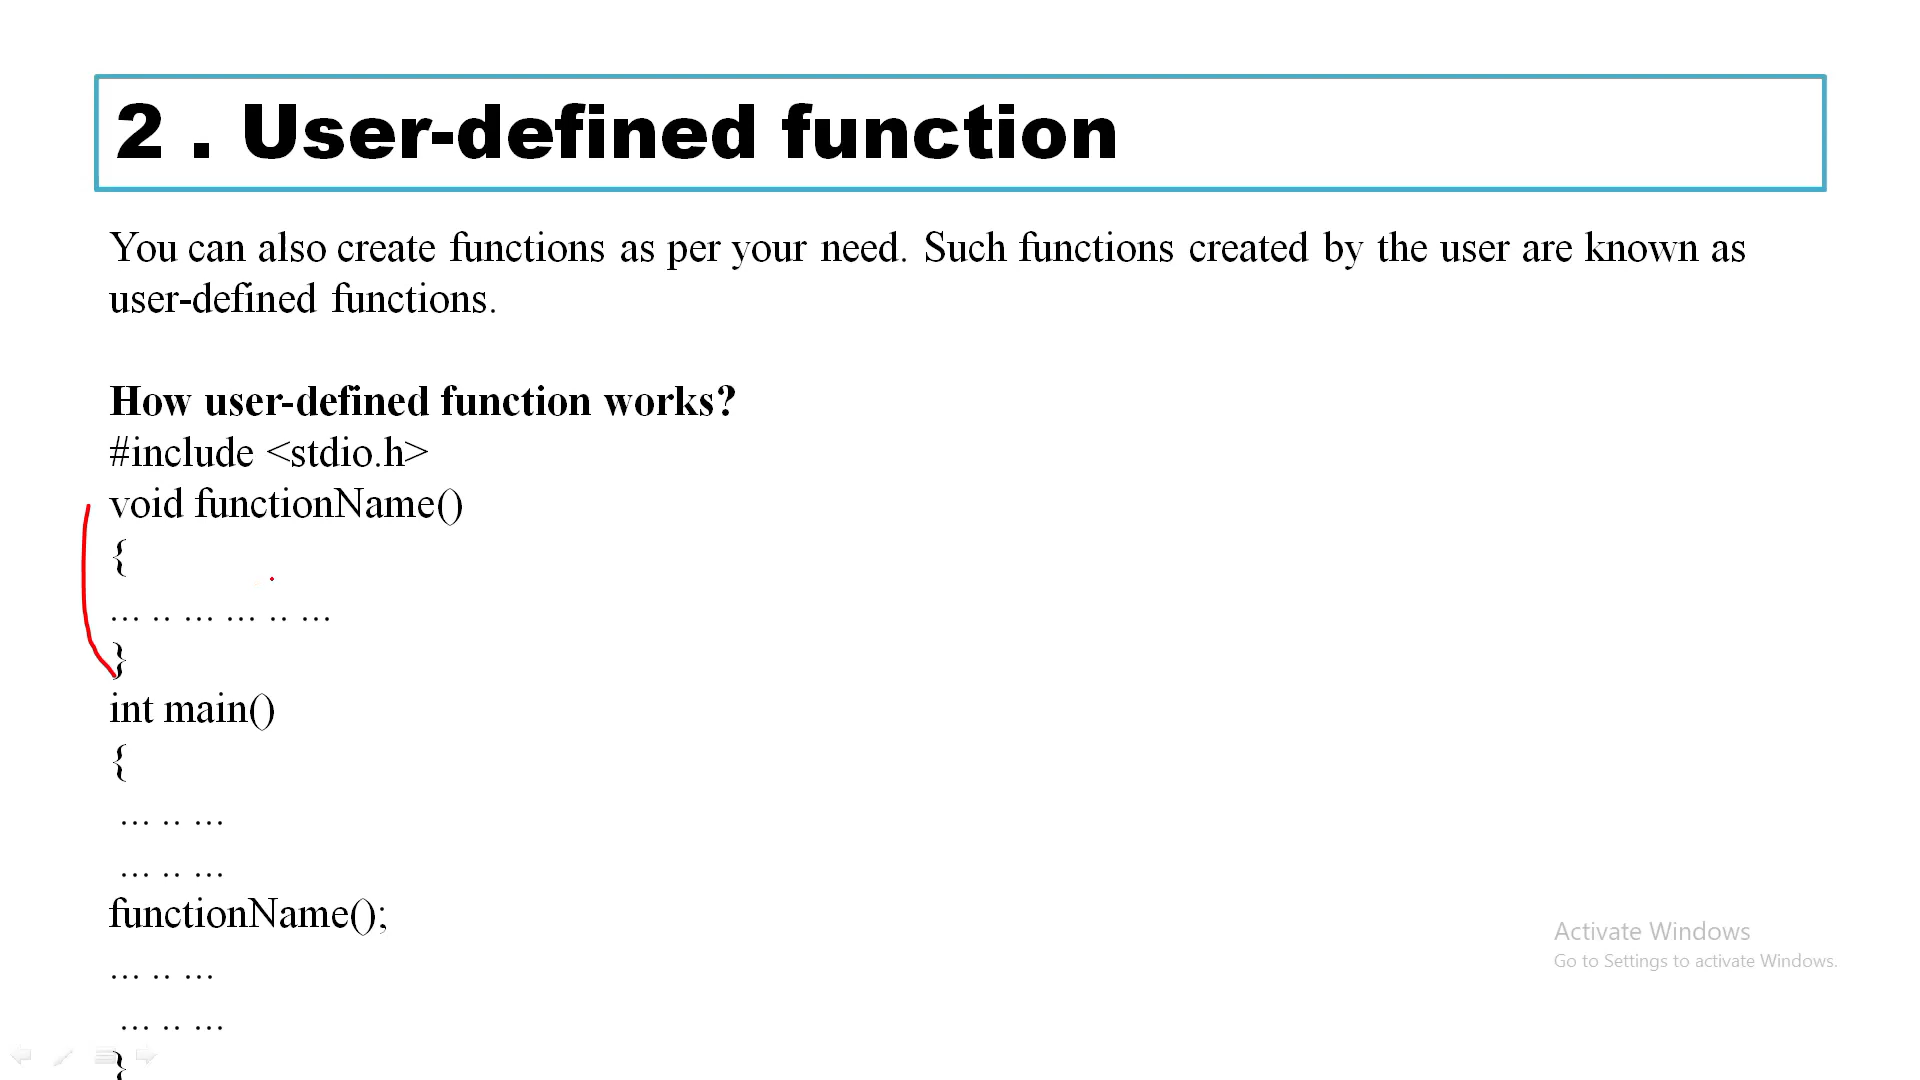 2 . User-defined function
You can also create functions as per your need. Such functions created by the user are known as
user-defined functions.
How user-defined function works?
#include <stdio.h>
void functionName()
{
... .. ... ... .. ...
}
int main()
{
... .. ...
... .. ...
functionName();
... .. ...
... .. ...
}
Activate Windows
Go to Settings to activate Windows.